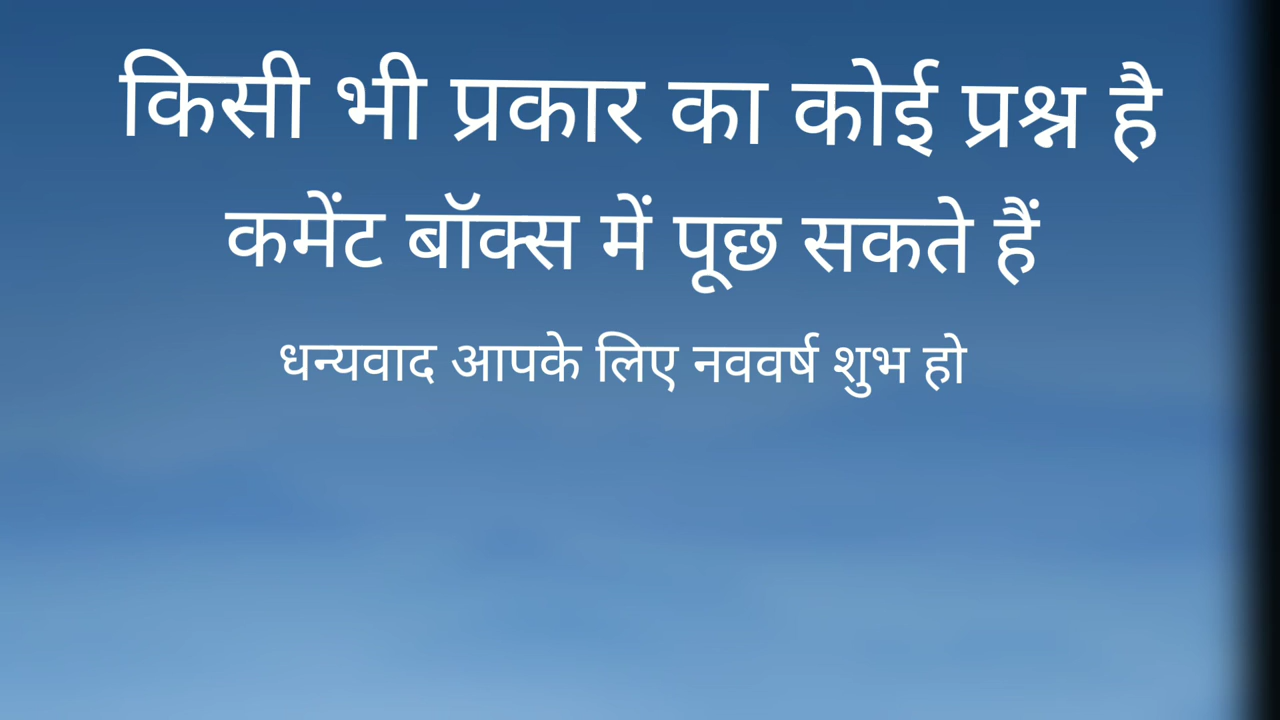 किसी भी प्रकार का कोई प्रश्न है
कमेंट बॉक्स में पूछ सकते हैं
धन्यवाद आपके लिए नववर्ष शुभ हो